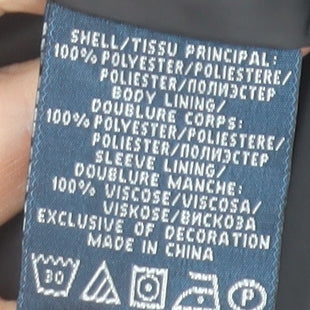 SHELL/TISSU PRINCIPAL:
100% POLYESTER/POLIESTERE/
POLIESTER/ПОЛИЭСТЕР
BODY LINING/
DOUBLURE CORPS:
100% POLYESTER/POLIESTERE/
POLIESTER/ПОЛИЭСТЕР
SLEEVE LINING/
DOUBLURE MANCHE:
100% VISCOSE/VISCOSA/
VISKOSE/ВИСКОЗА
EXCLUSIVE OF DECORATION
MADE IN CHINA
30 P